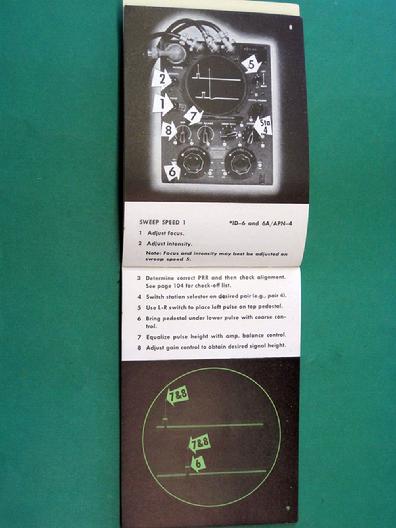 8
5
2
1
7
8
Sta
4
6
SWEEP SPEED 1 *ID-6 and 6A/APN-4
1 Adjust focus.
2 Adjust intensity.
Note: Focus and intensity may best be adjusted on
sweep speed 5.
3 Determine correct PRR and then check alignment.
See page 104 for check-off list.
4 Switch station selector on desired pair (e.g., pair 4).
5 Use L-R switch to place left pulse on top pedestal.
6 Bring pedestal under lower pulse with coarse con-
trol.
7 Equalize pulse height with amp. balance control.
8 Adjust gain control to obtain desired signal height.
7&8
7&8
6